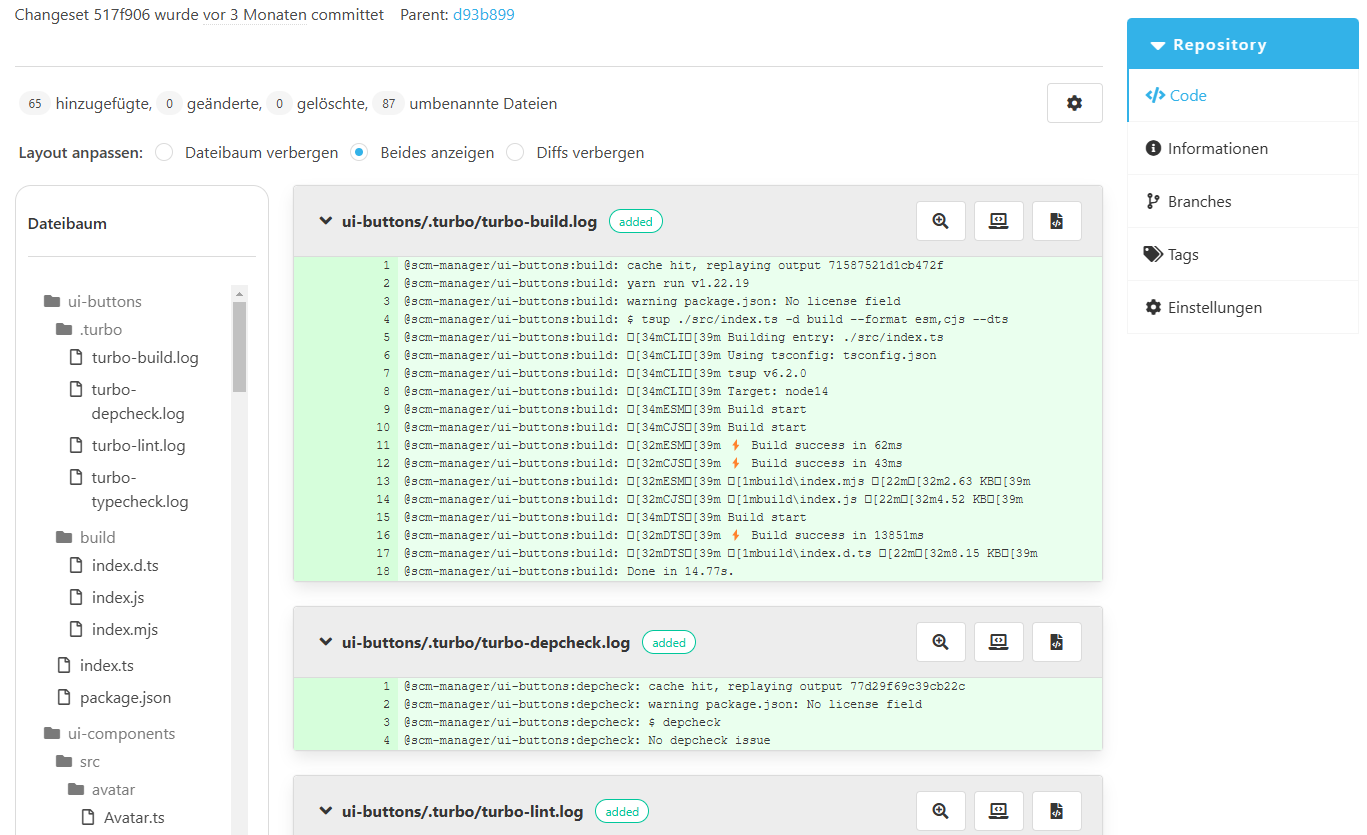 Changeset 517f906 wurde vor 3 Monaten committet Parent: d93b899
65 hinzugefügte, 0 geänderte, 0 gelöschte, 87 umbenannte Dateien
Layout anpassen: Dateibaum verbergen Beides anzeigen Diffs verbergen
Dateibaum
ui-buttons
.turbo
turbo-build.log
turbo-
depcheck.log
turbo-lint.log
turbo-
typecheck.log
build
index.d.ts
index.js
index.mjs
index.ts
package.json
ui-components
src
avatar
Avatar.ts
ui-buttons/.turbo/turbo-build.log added
1 @scm-manager/ui-buttons:build: cache hit, replaying output 71587521d1cb472f
2 @scm-manager/ui-buttons:build: yarn run v1.22.19
3 @scm-manager/ui-buttons:build: warning package.json: No license field
4 @scm-manager/ui-buttons:build: $ tsup ./src/index.ts -d build --format esm,cjs --dts
5 @scm-manager/ui-buttons:build: □[34mCLI□[39m Building entry: ./src/index.ts
6 @scm-manager/ui-buttons:build: □[34mCLI□[39m Using tsconfig: tsconfig.json
7 @scm-manager/ui-buttons:build: □[34mCLI□[39m tsup v6.2.0
8 @scm-manager/ui-buttons:build: □[34mCLI□[39m Target: node14
9 @scm-manager/ui-buttons:build: □[34mESM□[39m Build start
10 @scm-manager/ui-buttons:build: □[34mCJS□[39m Build start
11 @scm-manager/ui-buttons:build: □[32mESM□[39m ⚡ Build success in 62ms
12 @scm-manager/ui-buttons:build: □[32mCJS□[39m ⚡ Build success in 43ms
13 @scm-manager/ui-buttons:build: □[32mESM□[39m □[1mbuild\index.mjs □[22m□[32m2.63 KB□[39m
14 @scm-manager/ui-buttons:build: □[32mCJS□[39m □[1mbuild\index.js □[22m□[32m4.52 KB□[39m
15 @scm-manager/ui-buttons:build: □[34mDTS□[39m Build start
16 @scm-manager/ui-buttons:build: □[32mDTS□[39m ⚡ Build success in 13851ms
17 @scm-manager/ui-buttons:build: □[32mDTS□[39m □[1mbuild\index.d.ts □[22m□[32m8.15 KB□[39m
18 @scm-manager/ui-buttons:build: Done in 14.77s.
ui-buttons/.turbo/turbo-depcheck.log added
1 @scm-manager/ui-buttons:depcheck: cache hit, replaying output 77d29f69c39cb22c
2 @scm-manager/ui-buttons:depcheck: warning package.json: No license field
3 @scm-manager/ui-buttons:depcheck: $ depcheck
4 @scm-manager/ui-buttons:depcheck: No depcheck issue
ui-buttons/.turbo/turbo-lint.log added
Repository
Code
Informationen
Branches
Tags
Einstellungen